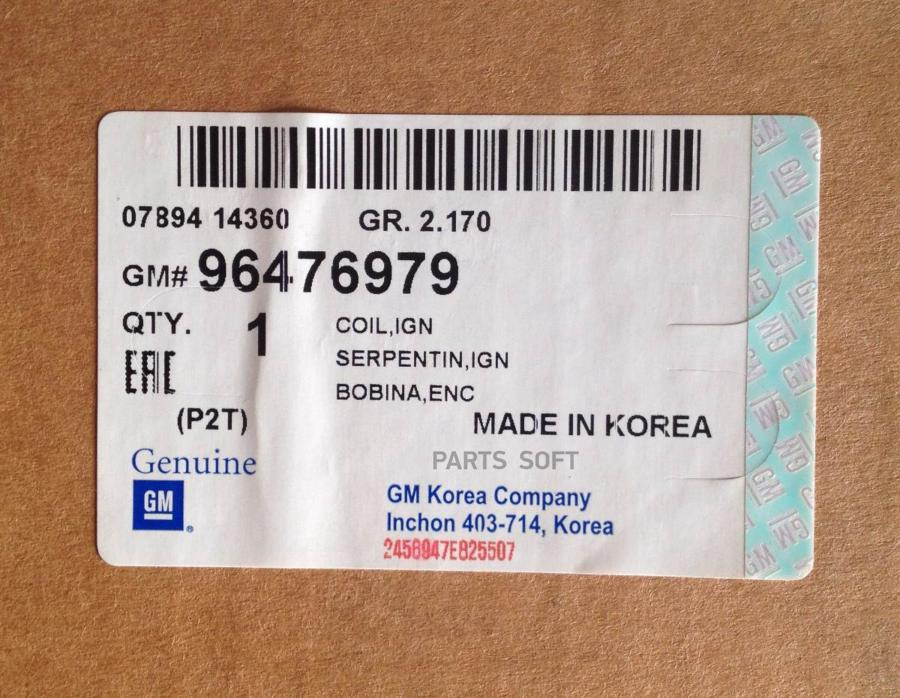 07894 14360 GR. 2.170
GM# 96476979
QTY. 1 COIL,IGN
SERPENTIN,IGN
EAC
BOBINA,ENC
(P2T) MADE IN KOREA
Genuine PARTS SOFT
GM
GM Korea Company
Inchon 403-714, Korea
2456947E825507